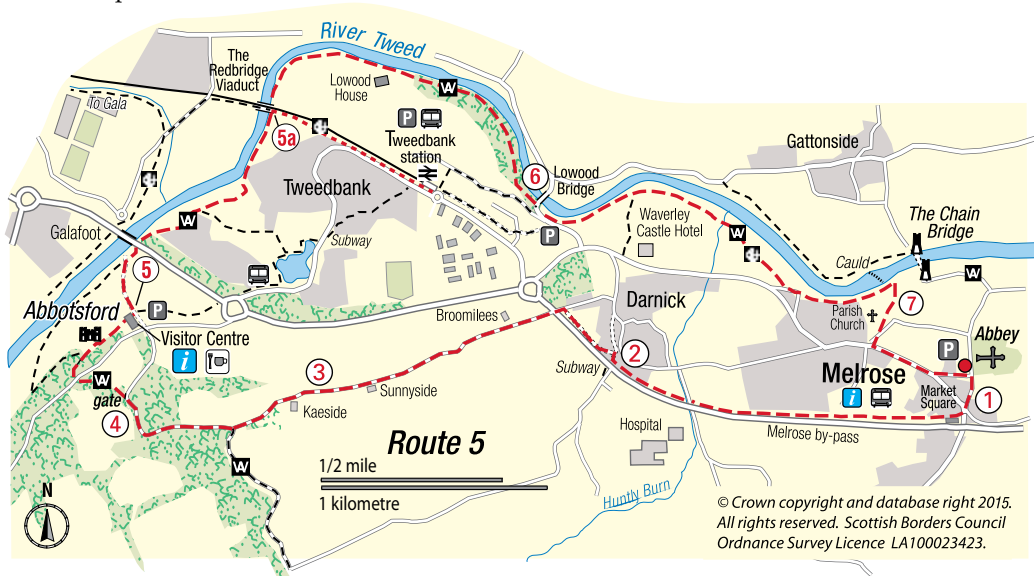 River Tweed
The
Redbridge
Viaduct
Lowood
House
W
To Gala
5a
P
Tweedbank
station
Gattonside
6
Lowood
Bridge
Tweedbank
Waverley
Castle Hotel
The Chain
Bridge
W
Galafoot
Subway
P
W
Cauld
W
5
Abbotsford
P
Broomilees
Darnick
7
Parish
Church
Abbey
Visitor Centre
i
3
2
P
Subway
Melrose
W
gate
Sunnyside
i
Market
Square
1
4
Kaeside
Route 5
Hospital
Melrose by-pass
W
1/2 mile
1 kilometre
N
Huntly Burn
© Crown copyright and database right 2015.
All rights reserved. Scottish Borders Council
Ordnance Survey Licence LA100023423.